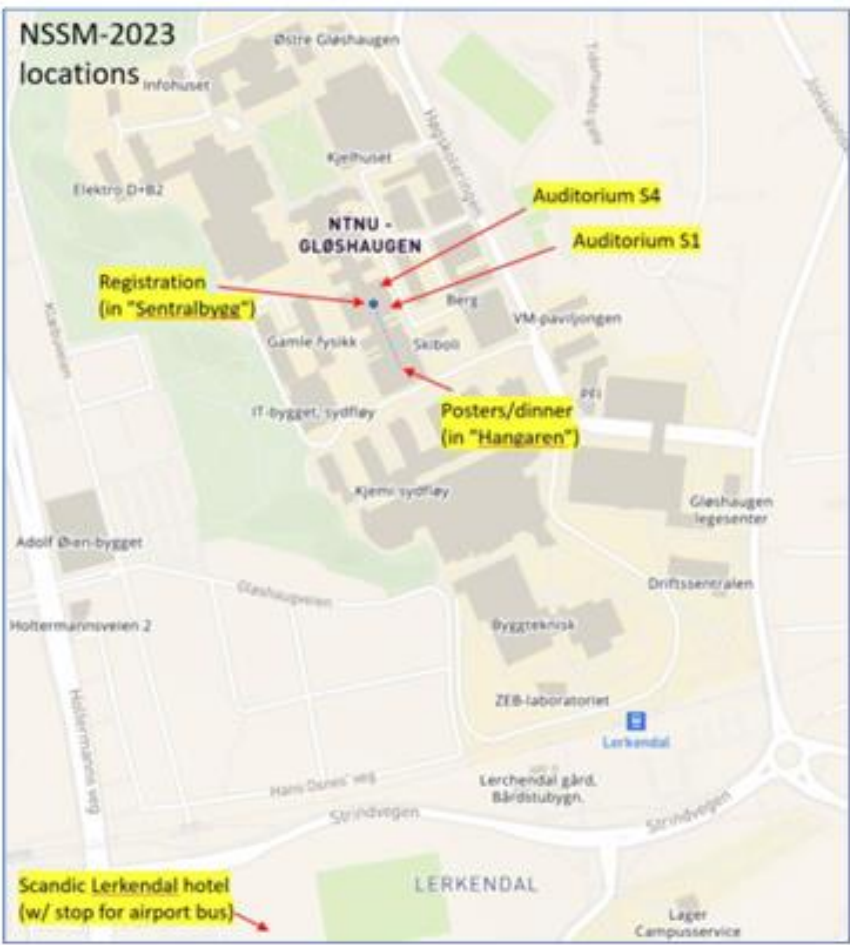 NSSM-2023
locations
Østre Gløshaugen
Infohuset
Høgskoleringen
Kjelhuset
Elektro D+B2
Auditorium S4
NTNU -
GLØSHAUGEN
Auditorium S1
Registration
(in "Sentralbygg")
Berg
VM-paviljongen
Gamle fysikk
Skiboli
Klæbuveien
PFI
IT-bygget, sydfløy
Posters/dinner
(in "Hangaren")
Kjemi sydfløy
Gløshaugen
legesenter
Adolf Øien-bygget
Driftssentralen
Gløshaugveien
Holtermannsveien 2
Byggteknisk
ZEB-laboratoriet
Lerkendal
Holtermanns veg
Lerchendal gård,
Bårdstubygn.
Hans Osnes' veg
Strindvegen
Strindvegen
Scandic Lerkendal hotel
(w/ stop for airport bus)
LERKENDAL
Lager
Campusservice